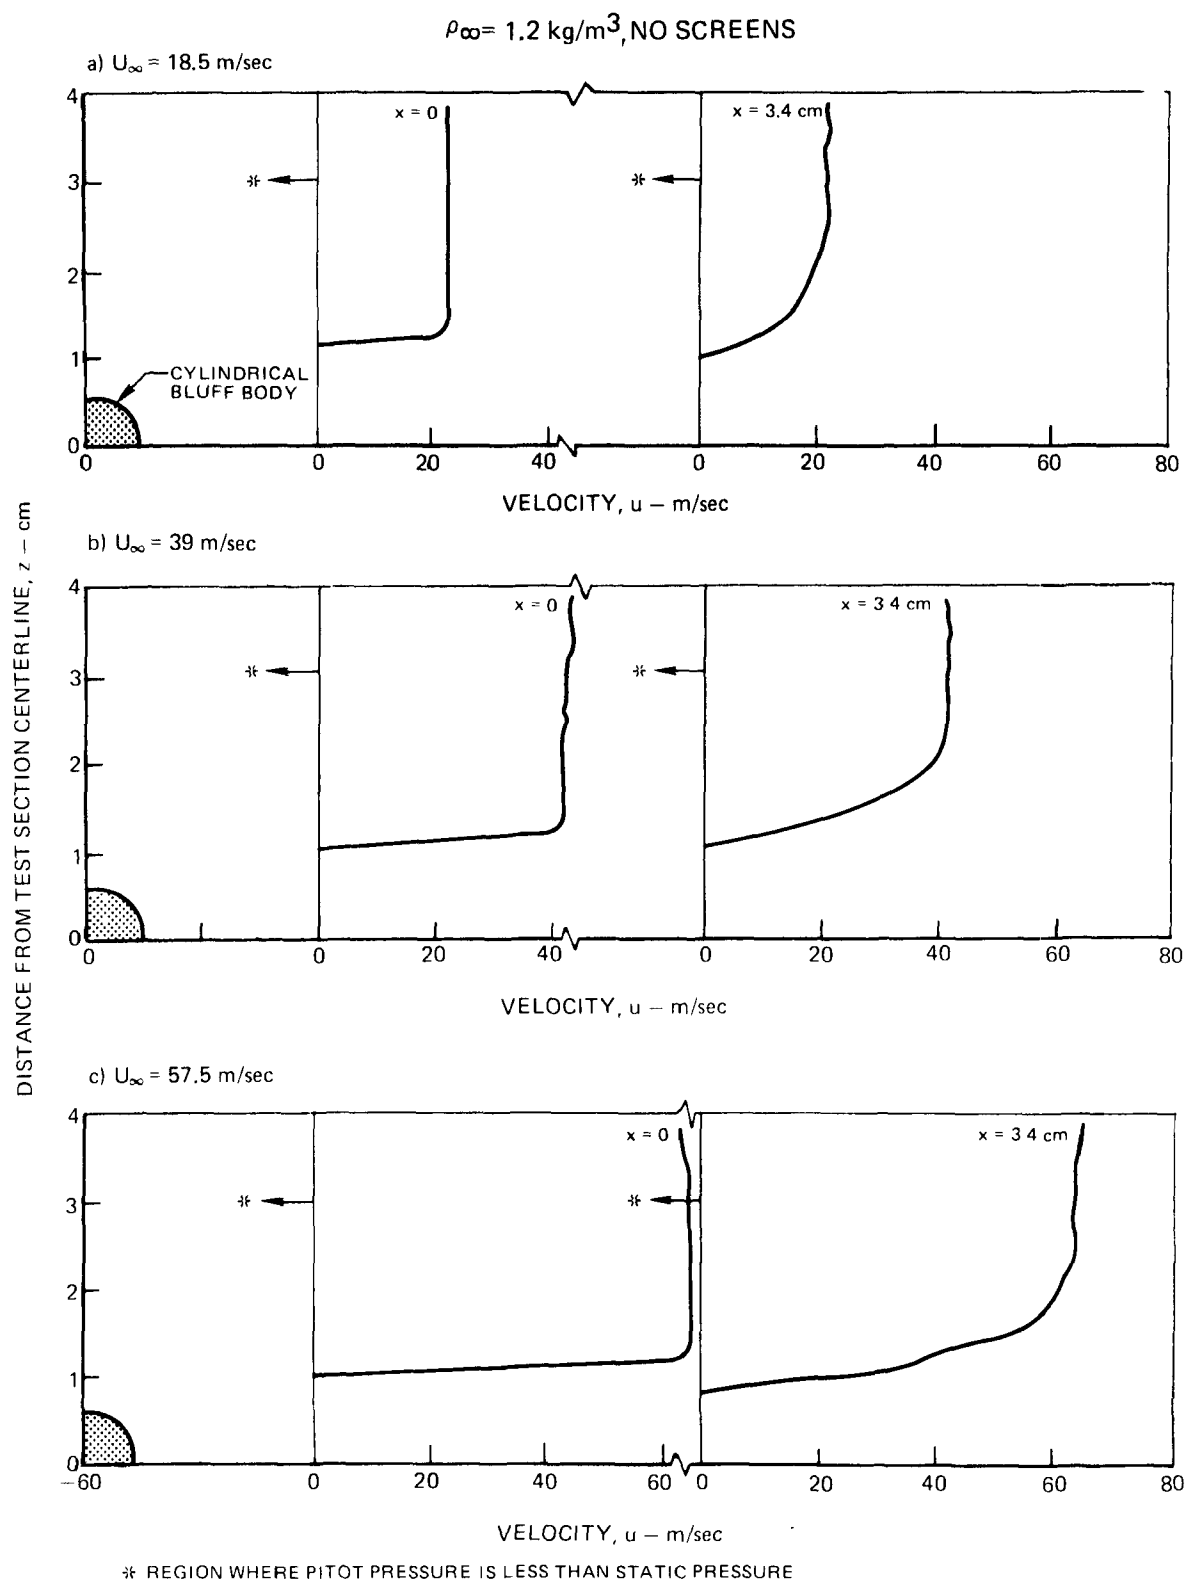 ρ∞= 1.2 kg/m3, NO SCREENS
a) U∞ = 18.5 m/sec
4
x = 0
x = 3.4 cm
3
*
*
2
1
CYLINDRICAL
BLUFF BODY
0
0
0
20
40
0
20
40
60
80
VELOCITY, u – m/sec
DISTANCE FROM TEST SECTION CENTERLINE, z – cm
b) U∞ = 39 m/sec
4
x = 0
x = 3 4 cm
3
*
*
2
1
0
0
0
20
40
0
20
40
60
80
VELOCITY, u – m/sec
c) U∞ = 57.5 m/sec
4
x = 0
x = 3 4 cm
3
*
*
2
1
0
–60
0
20
40
60
0
20
40
60
80
VELOCITY, u – m/sec
* REGION WHERE PITOT PRESSURE IS LESS THAN STATIC PRESSURE